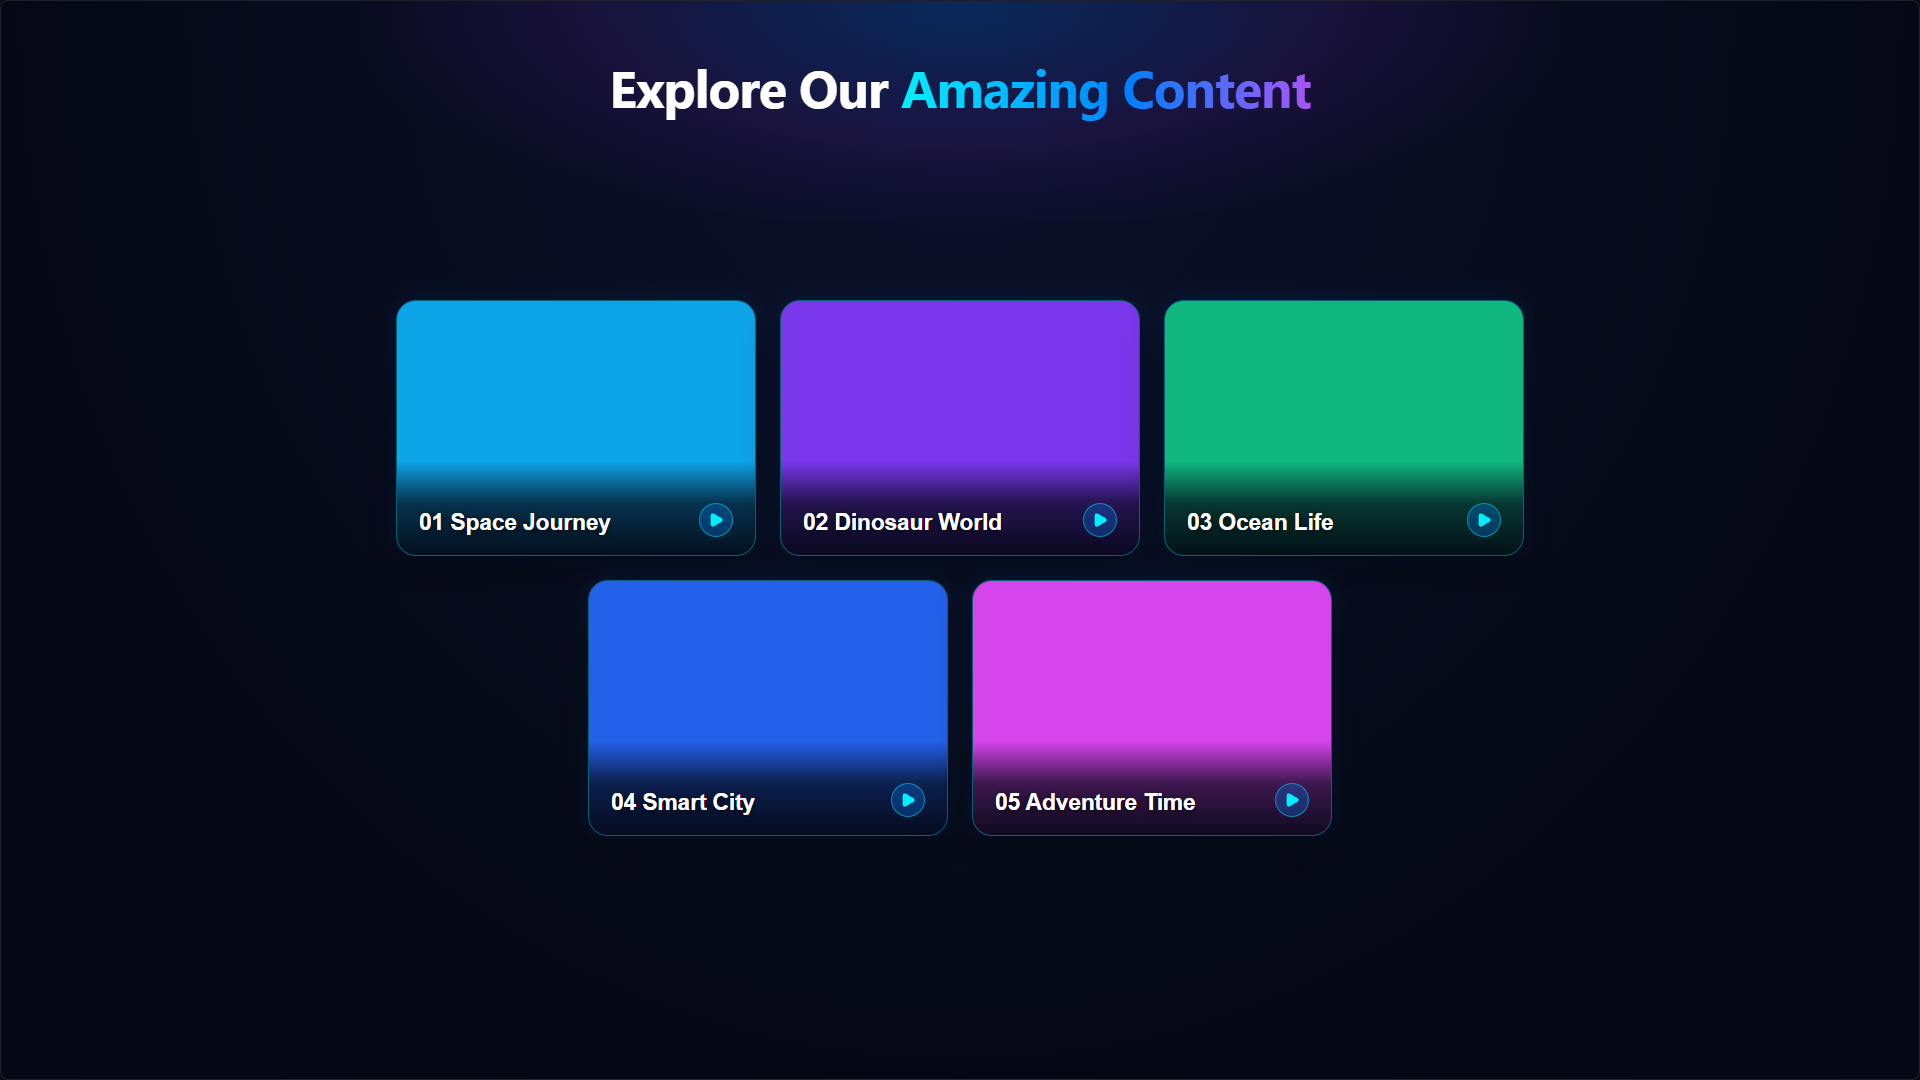 Explore Our Amazing Content
01 Space Journey
02 Dinosaur World
03 Ocean Life
04 Smart City
05 Adventure Time